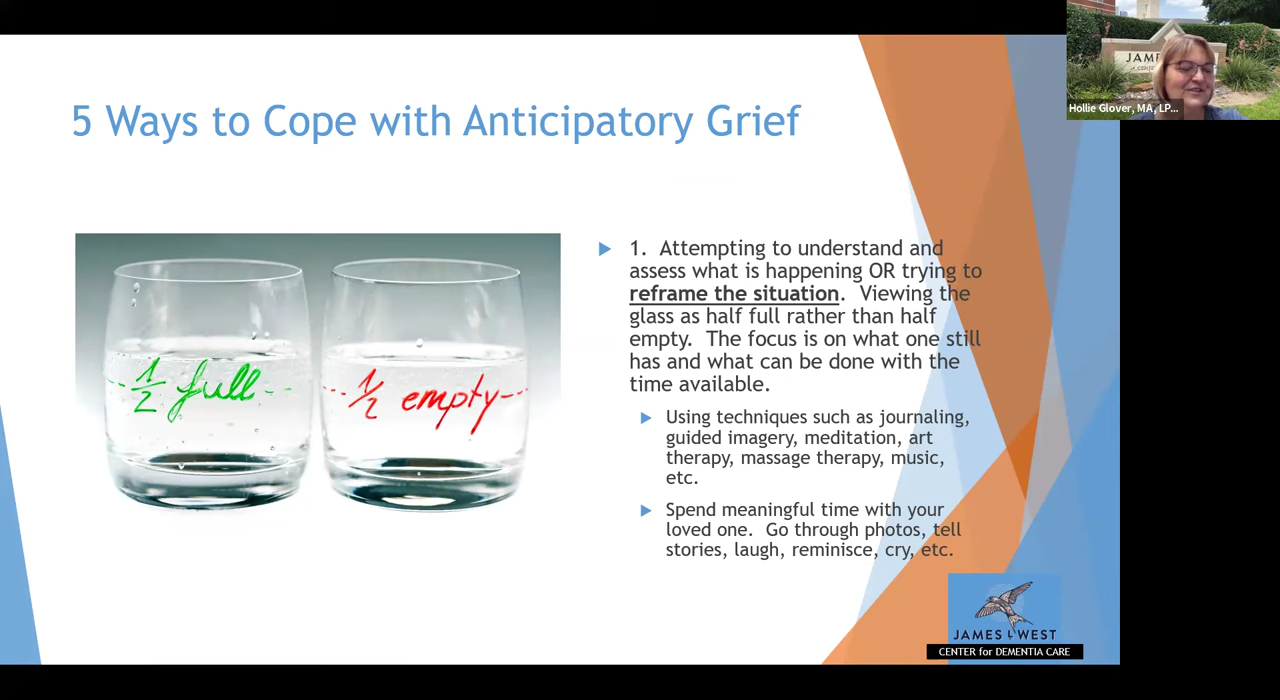 JAMES
Hollie Glover, MA, LP...
5 Ways to Cope with Anticipatory Grief
1. Attempting to understand and
assess what is happening OR trying to
reframe the situation. Viewing the
glass as half full rather than half
empty. The focus is on what one still
has and what can be done with the
time available.
Using techniques such as journaling,
guided imagery, meditation, art
therapy, massage therapy, music,
etc.
Spend meaningful time with your
loved one. Go through photos, tell
stories, laugh, reminisce, cry, etc.
--1/2 full--
--1/2 empty--
JAMES L WEST
CENTER for DEMENTIA CARE